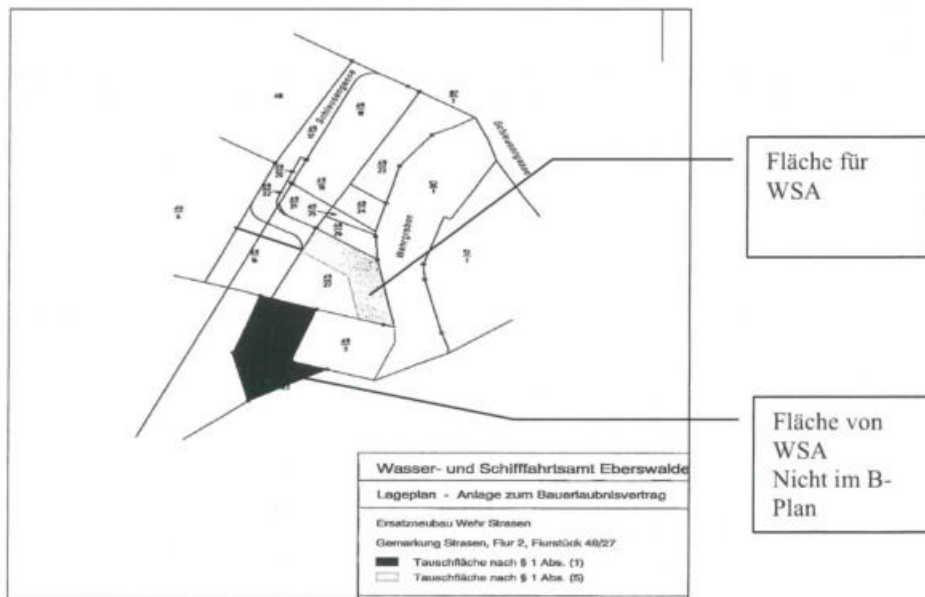 Schleusengasse
Schleusengasse
Wehrgraben
Fläche für
WSA
Fläche von
WSA
Nicht im B-
Plan
Wasser- und Schifffahrtsamt Eberswalde
Lageplan - Anlage zum Bauerlaubnisvertrag
Ersatzneubau Wehr Strasen
Gemarkung Strasen, Flur 2, Flurstück 48/27
Tauschfläche nach § 1 Abs. (1)
Tauschfläche nach § 1 Abs. (5)